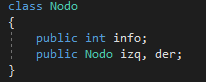 class Nodo
{
public int info;
public Nodo izq, der;
}